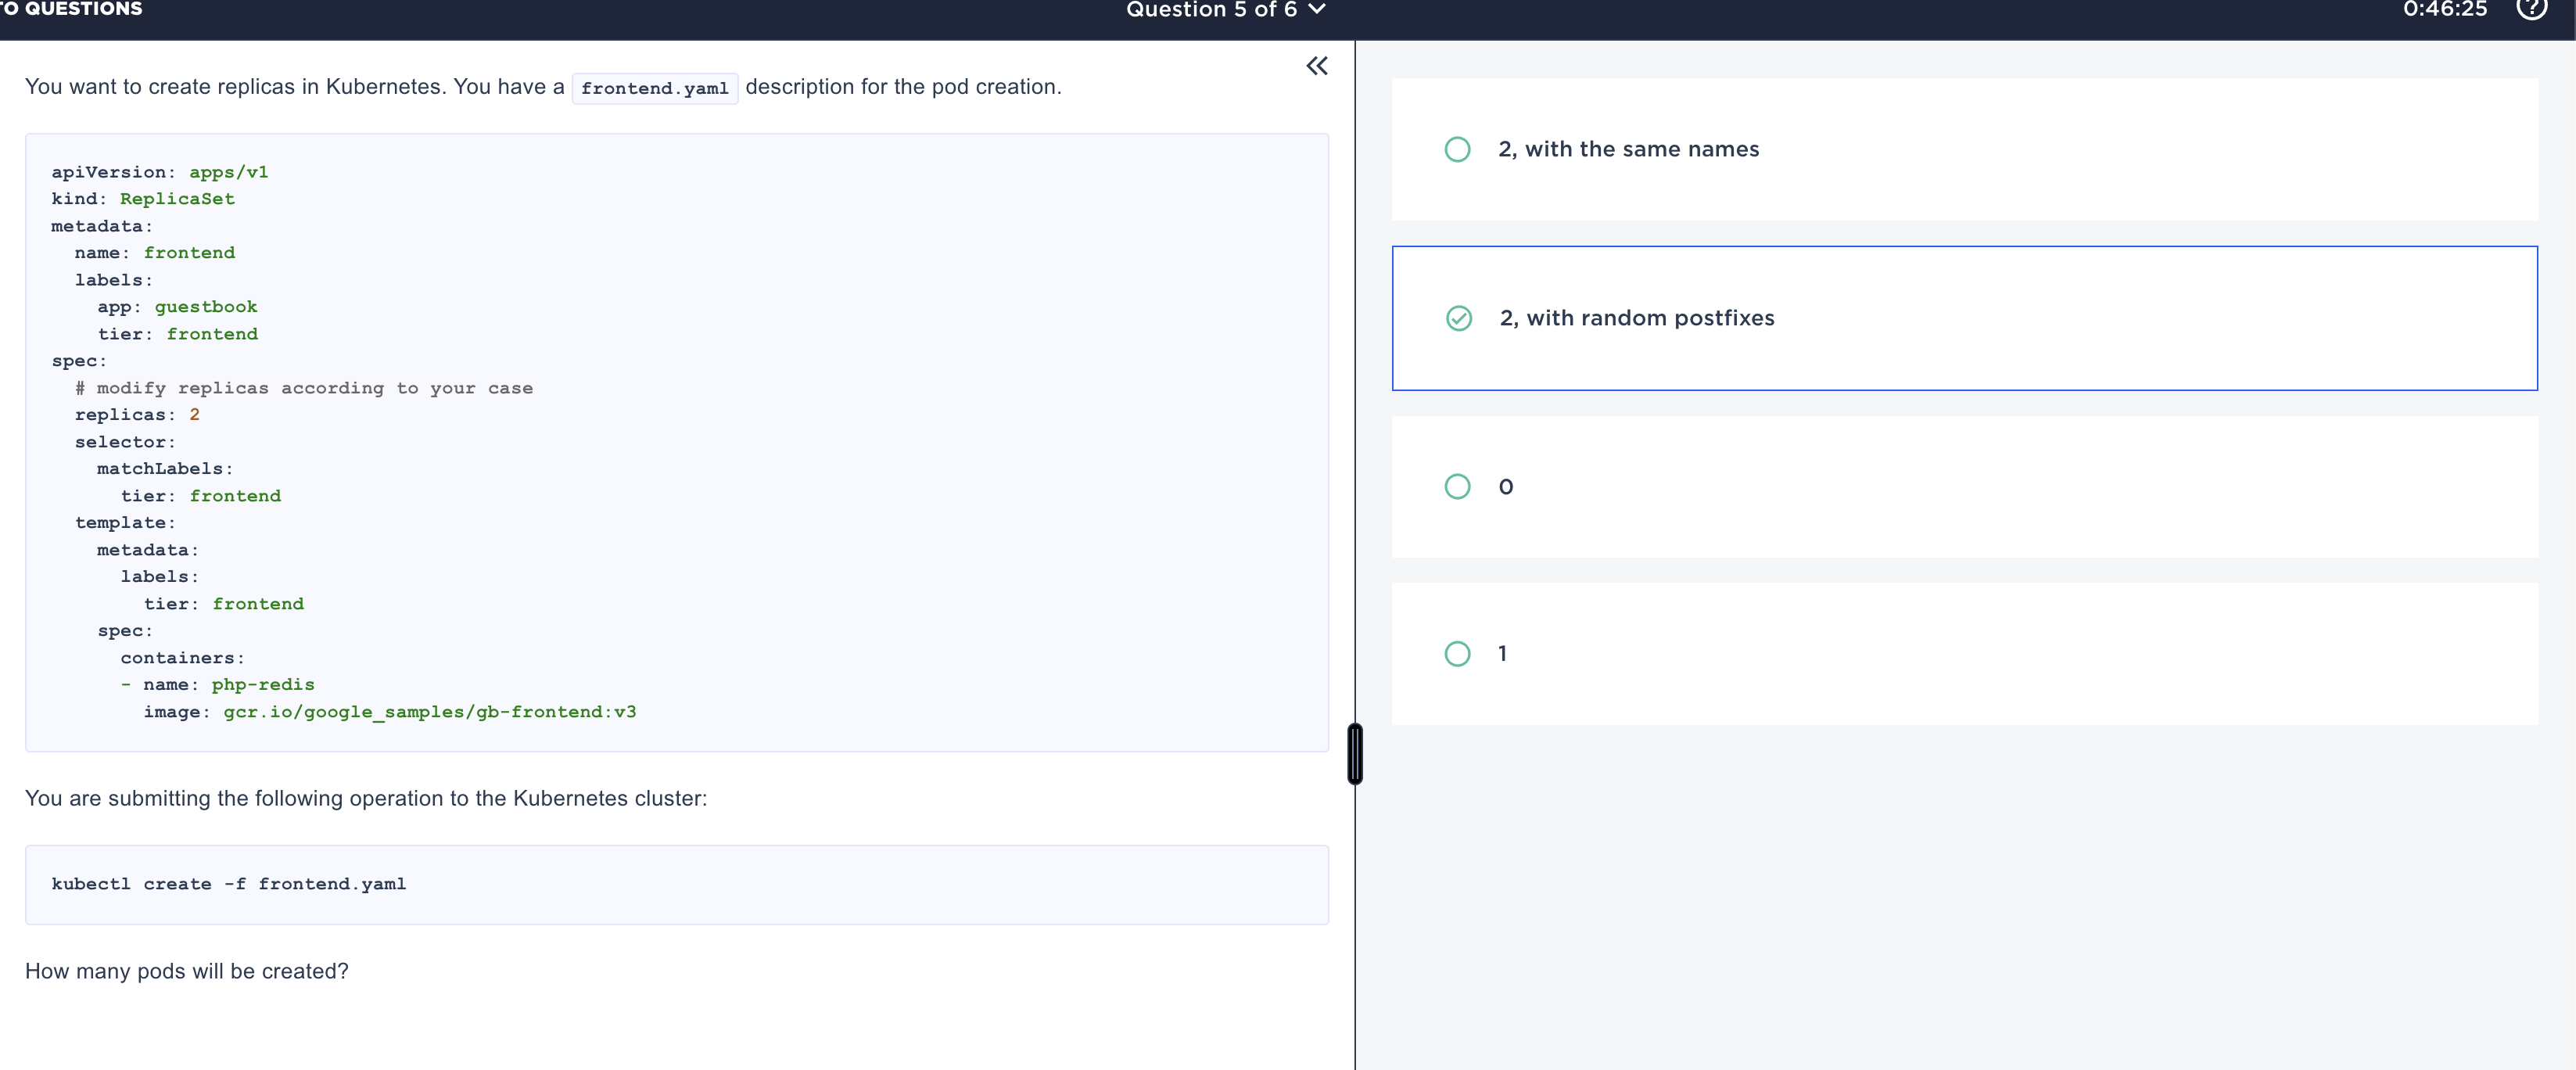 TO QUESTIONS
Question 5 of 6
0:46:25
?
You want to create replicas in Kubernetes. You have a frontend.yaml description for the pod creation.
apiVersion: apps/v1
kind: ReplicaSet
metadata:
  name: frontend
  labels:
    app: guestbook
    tier: frontend
spec:
  # modify replicas according to your case
  replicas: 2
  selector:
    matchLabels:
      tier: frontend
  template:
    metadata:
      labels:
        tier: frontend
    spec:
      containers:
      - name: php-redis
        image: gcr.io/google_samples/gb-frontend:v3
You are submitting the following operation to the Kubernetes cluster:
kubectl create -f frontend.yaml
How many pods will be created?
2, with the same names
2, with random postfixes
0
1